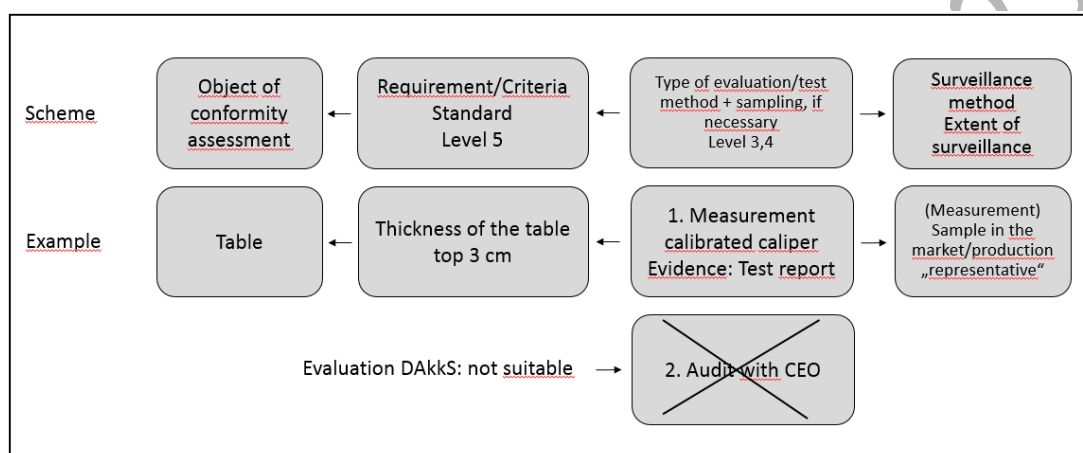 Scheme
Object of
conformity
assessment
Requirement/Criteria
Standard
Level 5
Type of evaluation/test
method + sampling, if
necessary
Level 3,4
Surveillance
method
Extent of
surveillance
Example
Table
Thickness of the table
top 3 cm
1. Measurement
calibrated caliper
Evidence: Test report
(Measurement)
Sample in the
market/production
„representative“
Evaluation DAkkS: not suitable
2. Audit with CEO